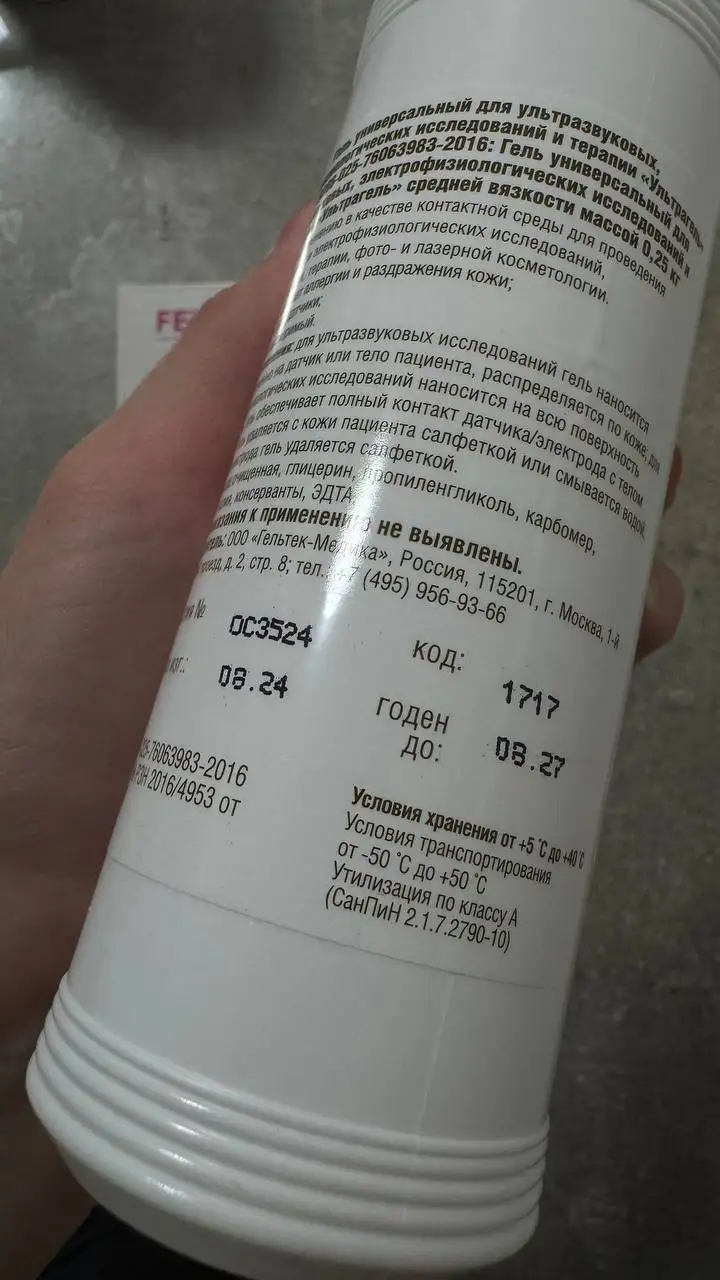 универсальный для ультразвуковых,
исследований и терапии «Ультрагель»
025-76063983-2016: Гель универсальный для
электрофизиологических исследований и
«Ультрагель» средней вязкости массой 0,25 кг
в качестве контактной среды для проведения
электрофизиологических исследований,
терапии, фото- и лазерной косметологии.
аллергии и раздражения кожи;
FE
для ультразвуковых исследований гель наносится
на датчик или тело пациента, распределяется по коже; для
исследований наносится на всю поверхность
обеспечивает полный контакт датчика/электрода с телом
с кожи пациента салфеткой или смывается водой,
гель удаляется салфеткой.
глицерин, пропиленгликоль, карбомер,
консерванты, ЭДТА
к применению не выявлены.
ООО «Гельтек-Медика», Россия, 115201, г. Москва, 1-й
д. 2, стр. 8; тел.: +7 (495) 956-93-66
№ ОС3524 код: 1717
08.24 годен
до: 08.27
76063983-2016
РЗН 2016/4953 от
Условия хранения от +5 ˚С до +40˚С
Условия транспортирования
от -50 ˚С до +50 ˚С
Утилизация по классу А
(СанПиН 2.1.7.2790-10)